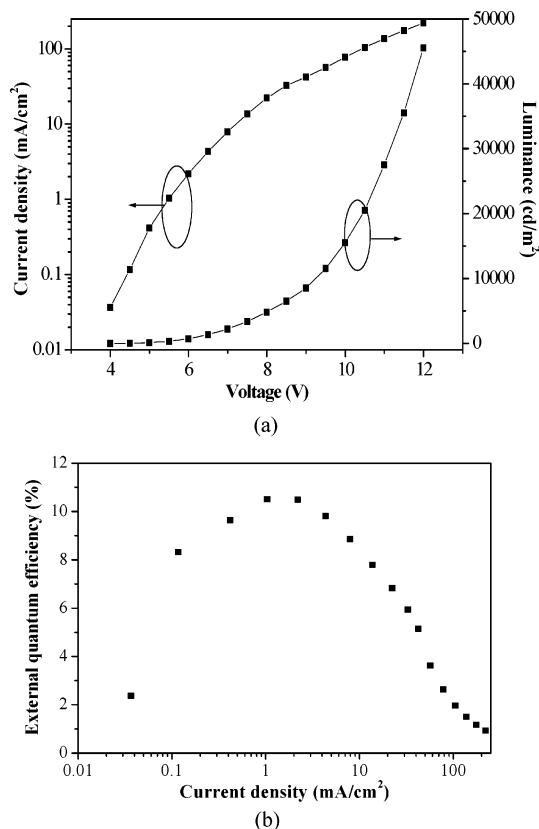 (a)
Current density (mA/cm²)
100
10
1
0.1
0.01
Luminance (cd/m²)
50000
40000
30000
20000
10000
0
4 6 8 10 12
Voltage (V)
(a)
External quantum efficiency (%)
12
10
8
6
4
2
0
0.01 0.1 1 10 100
Current density (mA/cm²)
(b)